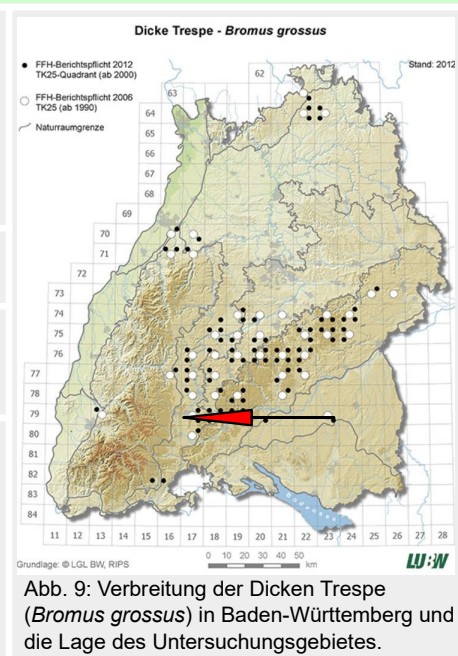 Dicke Trespe - Bromus grossus
FFH-Berichtspflicht 2012
TK25-Quadrant (ab 2000)
FFH-Berichtspflicht 2006
TK25 (ab 1990)
Naturraumgrenze
Stand: 2012
62
63
64
65
66
67
68
69
70
71
72
73
74
75
76
77
78
79
80
81
82
83
84
11 12 13 14 15 16 17 18 19 20 21 22 23 24 25 26 27 28
Bodensee
Grundlage: © LGL BW, RIPS
0 10 20 30 40 50
km
LUBW
Abb. 9: Verbreitung der Dicken Trespe
(Bromus grossus) in Baden-Württemberg und
die Lage des Untersuchungsgebietes.